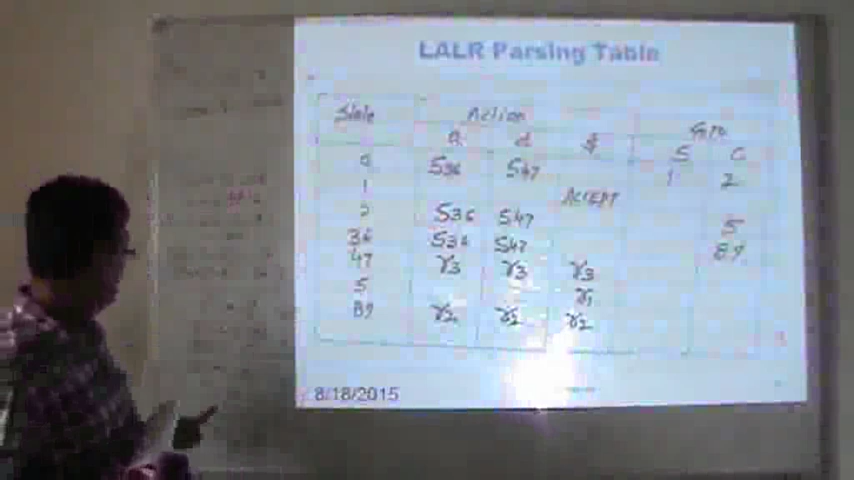 LALR Parsing Table
State Action Goto
a d $ S C
0 S36 S47 1 2
1 ACCEPT
2 S36 S47 5
36 S36 S47 89
47 r3 r3 r3
5 r1
89 r2 r2 r2
8/18/2015